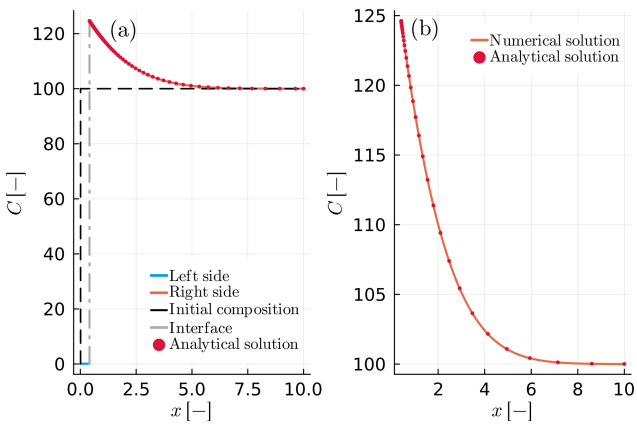 (a)
120
100
80
60
40
20
0
C [−]
0.0 2.5 5.0 7.5 10.0
x [−]
Left side
Right side
Initial composition
Interface
Analytical solution
(b)
125
120
115
110
105
100
C [−]
2 4 6 8 10
x [−]
Numerical solution
Analytical solution